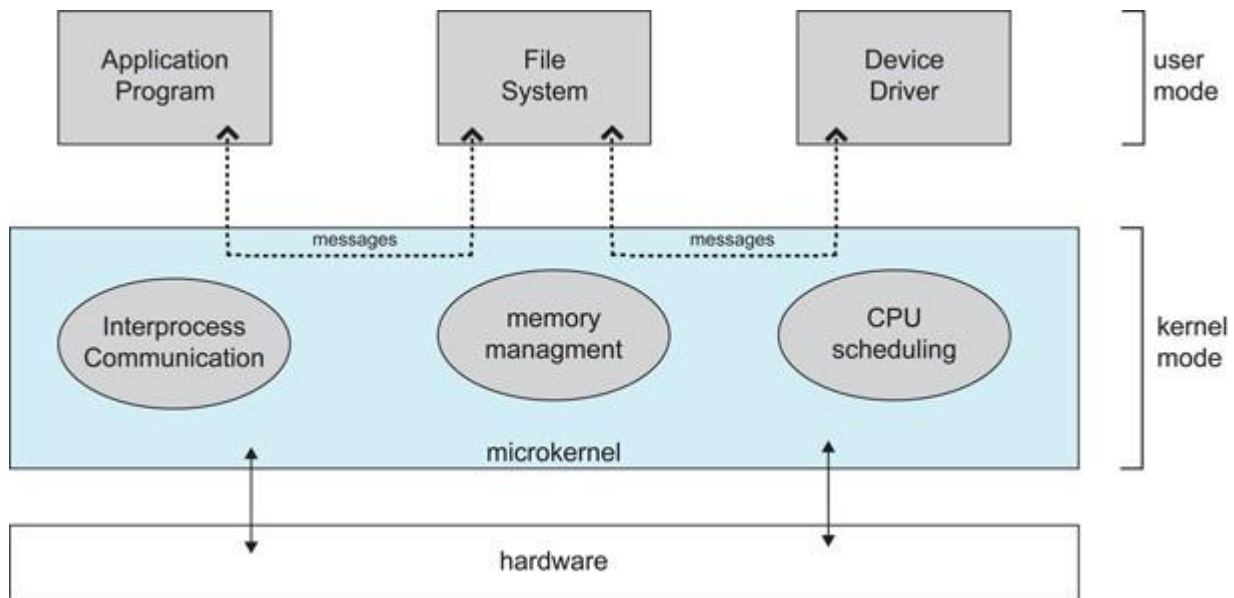 Application
Program
File
System
Device
Driver
user
mode
messages
messages
Interprocess
Communication
memory
managment
CPU
scheduling
kernel
mode
microkernel
hardware